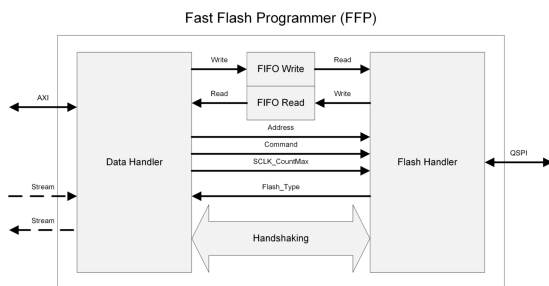 Fast Flash Programmer (FFP)
Write
FIFO Write
Read
Read
FIFO Read
Write
AXI
Address
Command
Data Handler
SCLK_CountMax
Flash Handler
QSPI
Stream
Flash_Type
Stream
Handshaking